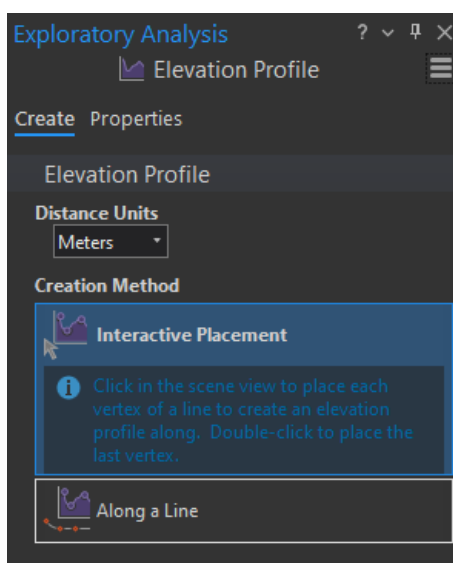 Exploratory Analysis ?
Elevation Profile
Create Properties
Elevation Profile
Distance Units
Meters
Creation Method
Interactive Placement
Click in the scene view to place each
vertex of a line to create an elevation
profile along. Double-click to place the
last vertex.
Along a Line